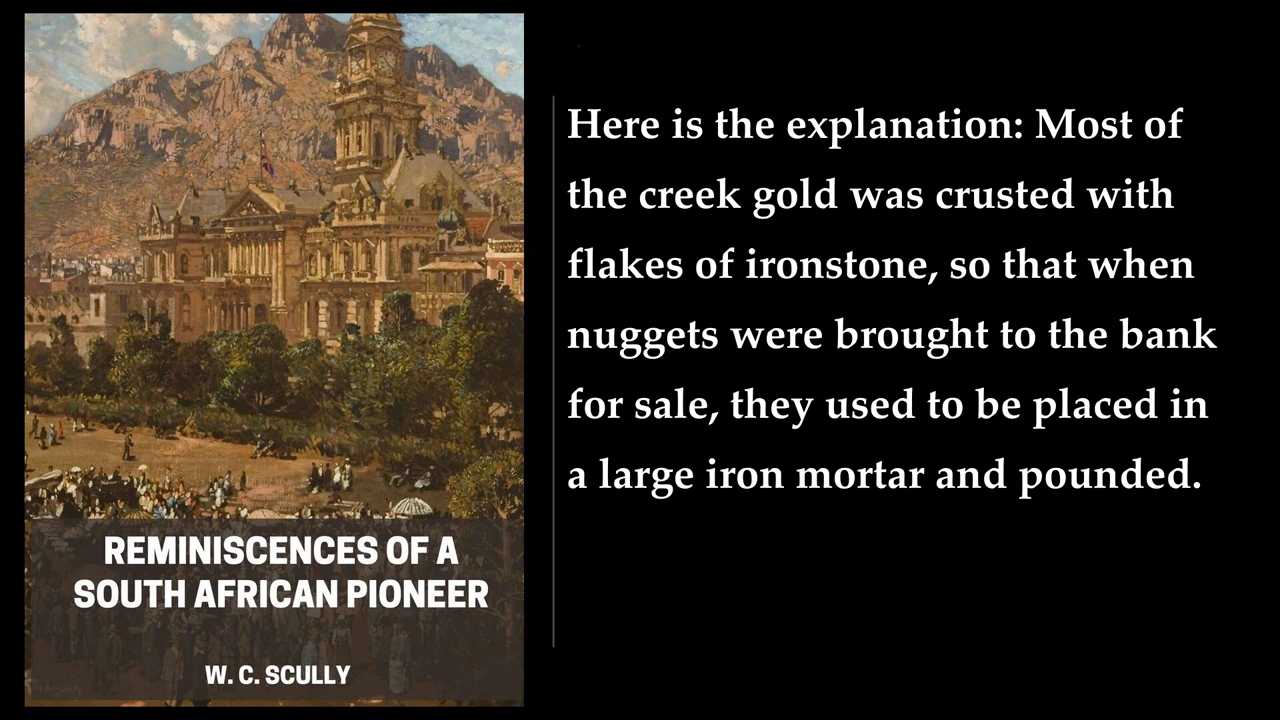 REMINISCENCES OF A
SOUTH AFRICAN PIONEER
W. C. SCULLY
Here is the explanation: Most of
the creek gold was crusted with
flakes of ironstone, so that when
nuggets were brought to the bank
for sale, they used to be placed in
a large iron mortar and pounded.